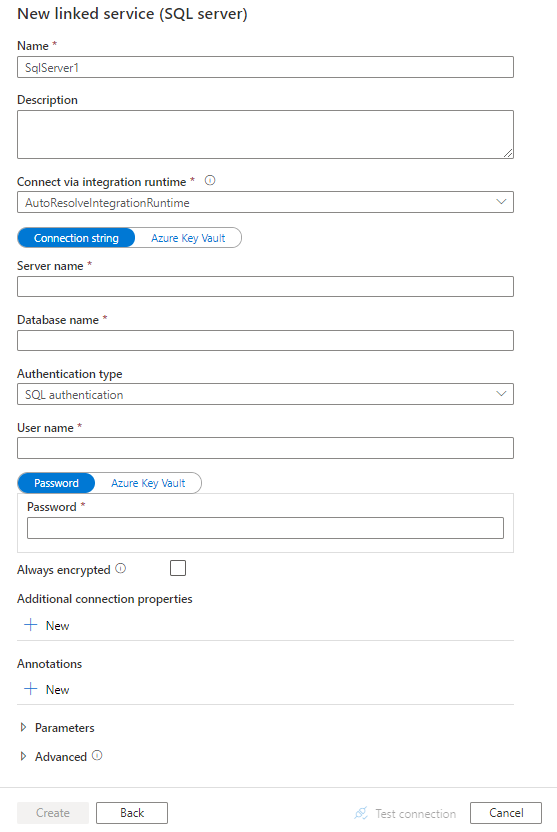 New linked service (SQL server)
Name *
SqlServer1
Description
Connect via integration runtime *
AutoResolveIntegrationRuntime
Connection string Azure Key Vault
Server name *
Database name *
Authentication type
SQL authentication
User name *
Password Azure Key Vault
Password *
Always encrypted
Additional connection properties
New
Annotations
New
Parameters
Advanced
Create Back Test connection Cancel